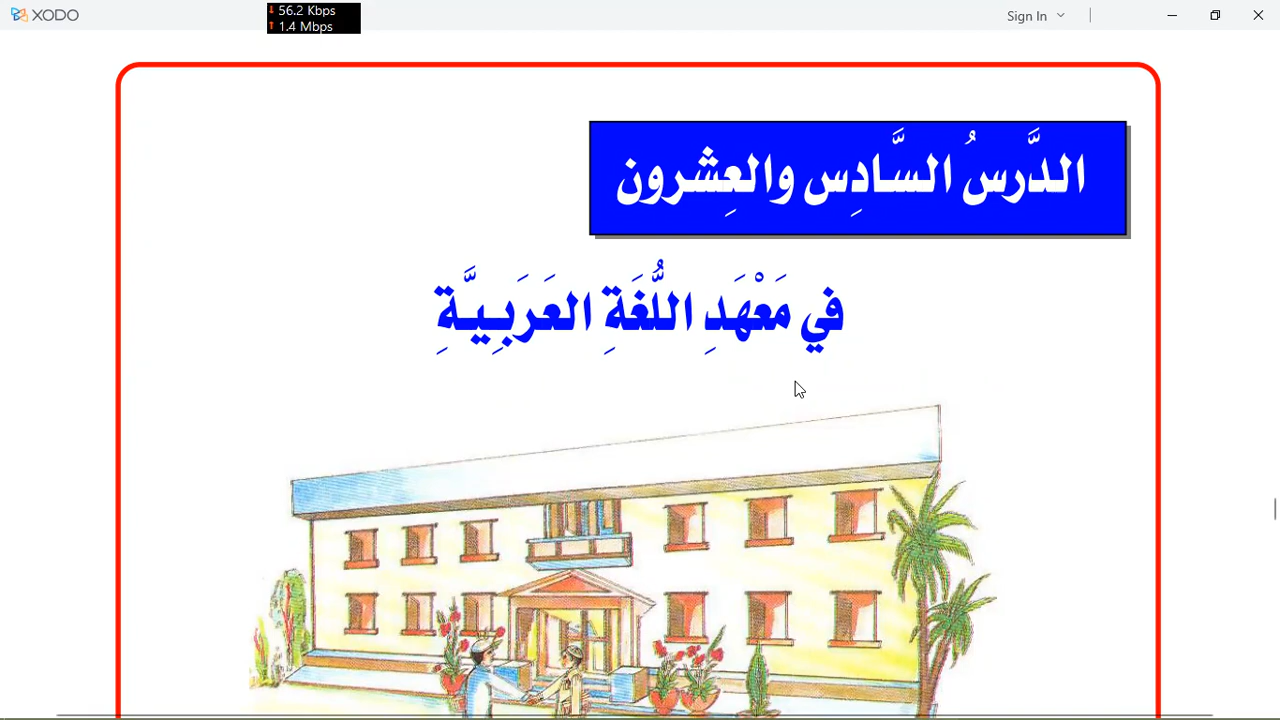 XODO
↓ 56.2 Kbps
↑ 1.4 Mbps
Sign In
الدَّرسُ السَّادِس والعِشرون
في مَعْهَدِ اللُّغَةِ العَرَبِيَّةِ